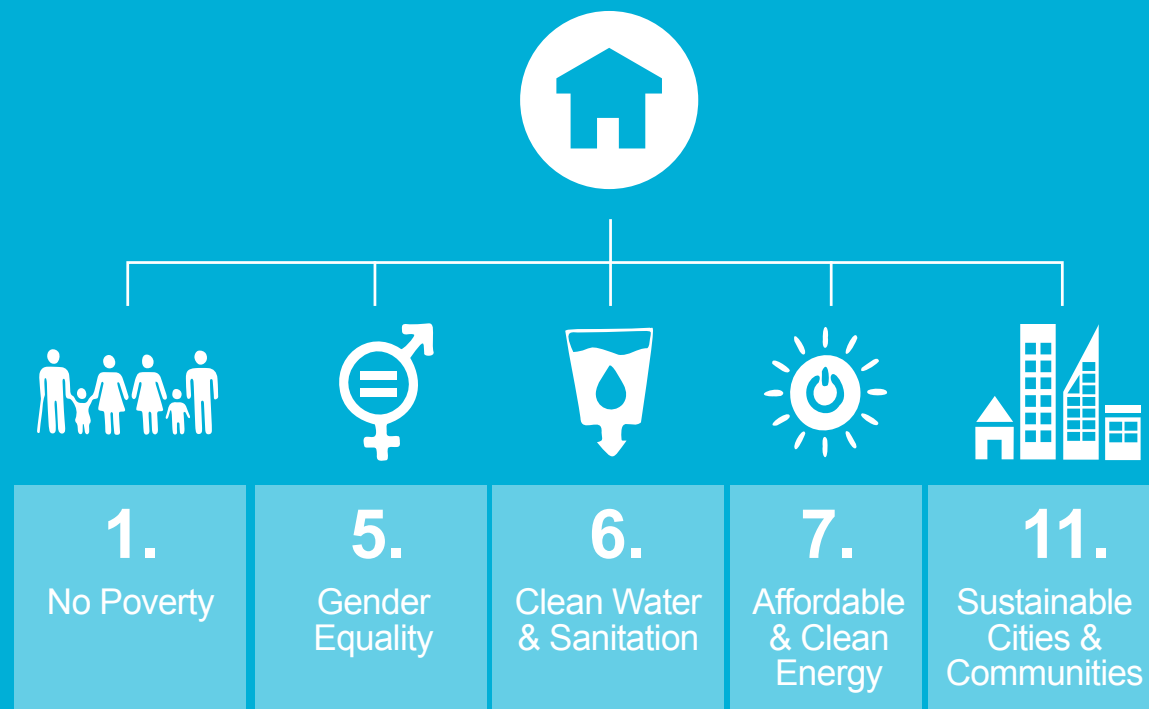 1.
No Poverty
5.
Gender
Equality
6.
Clean Water
& Sanitation
7.
Affordable
& Clean
Energy
11.
Sustainable
Cities &
Communities